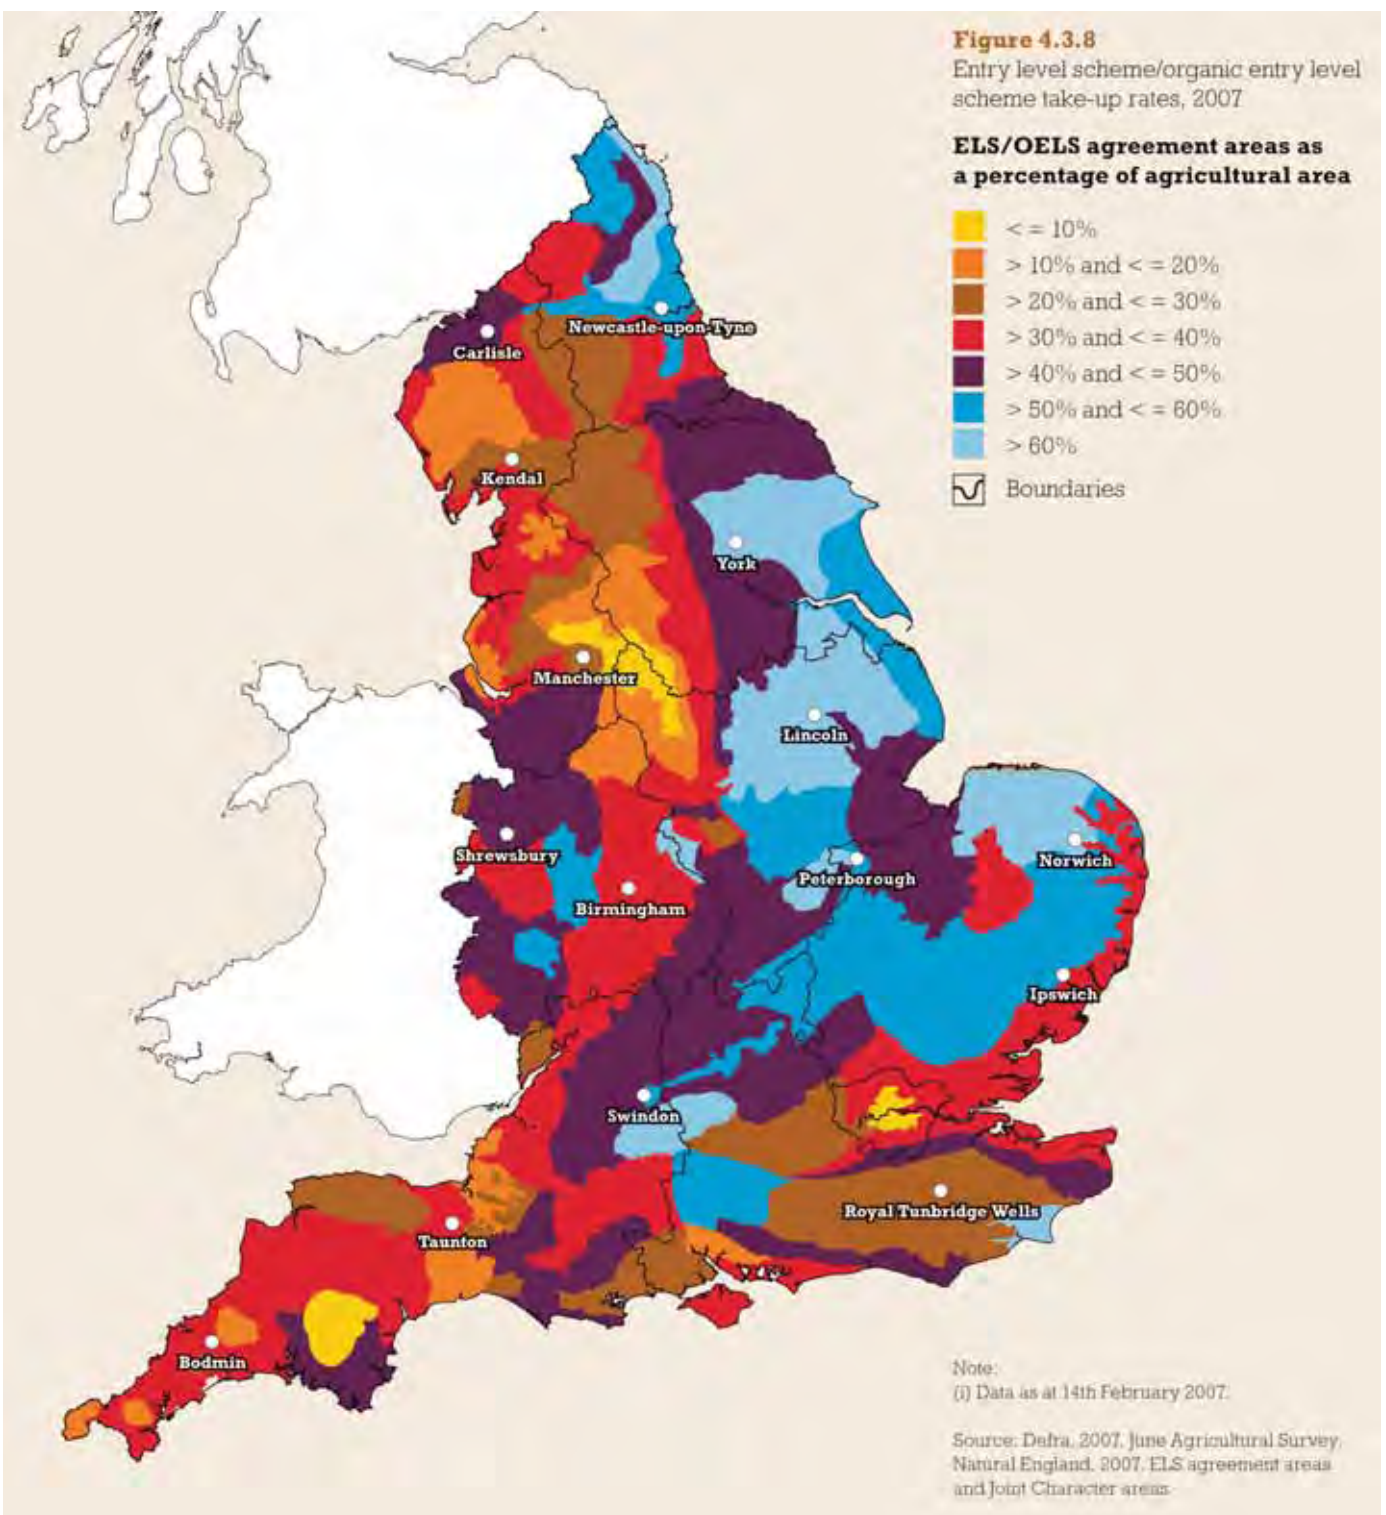 Figure 4.3.8
Entry level scheme/organic entry level
scheme take-up rates, 2007
ELS/OELS agreement areas as
a percentage of agricultural area
< = 10%
> 10% and < = 20%
> 20% and < = 30%
> 30% and < = 40%
> 40% and < = 50%
> 50% and < = 60%
> 60%
Boundaries
Newcastle-upon-Tyne
Carlisle
Kendal
York
Manchester
Lincoln
Shrewsbury
Norwich
Peterborough
Birmingham
Ipswich
Swindon
Royal Tunbridge Wells
Taunton
Bodmin
Note:
(i) Data as at 14th February 2007.
Source: Defra, 2007, June Agricultural Survey,
Natural England, 2007, ELS agreement areas
and Joint Character areas